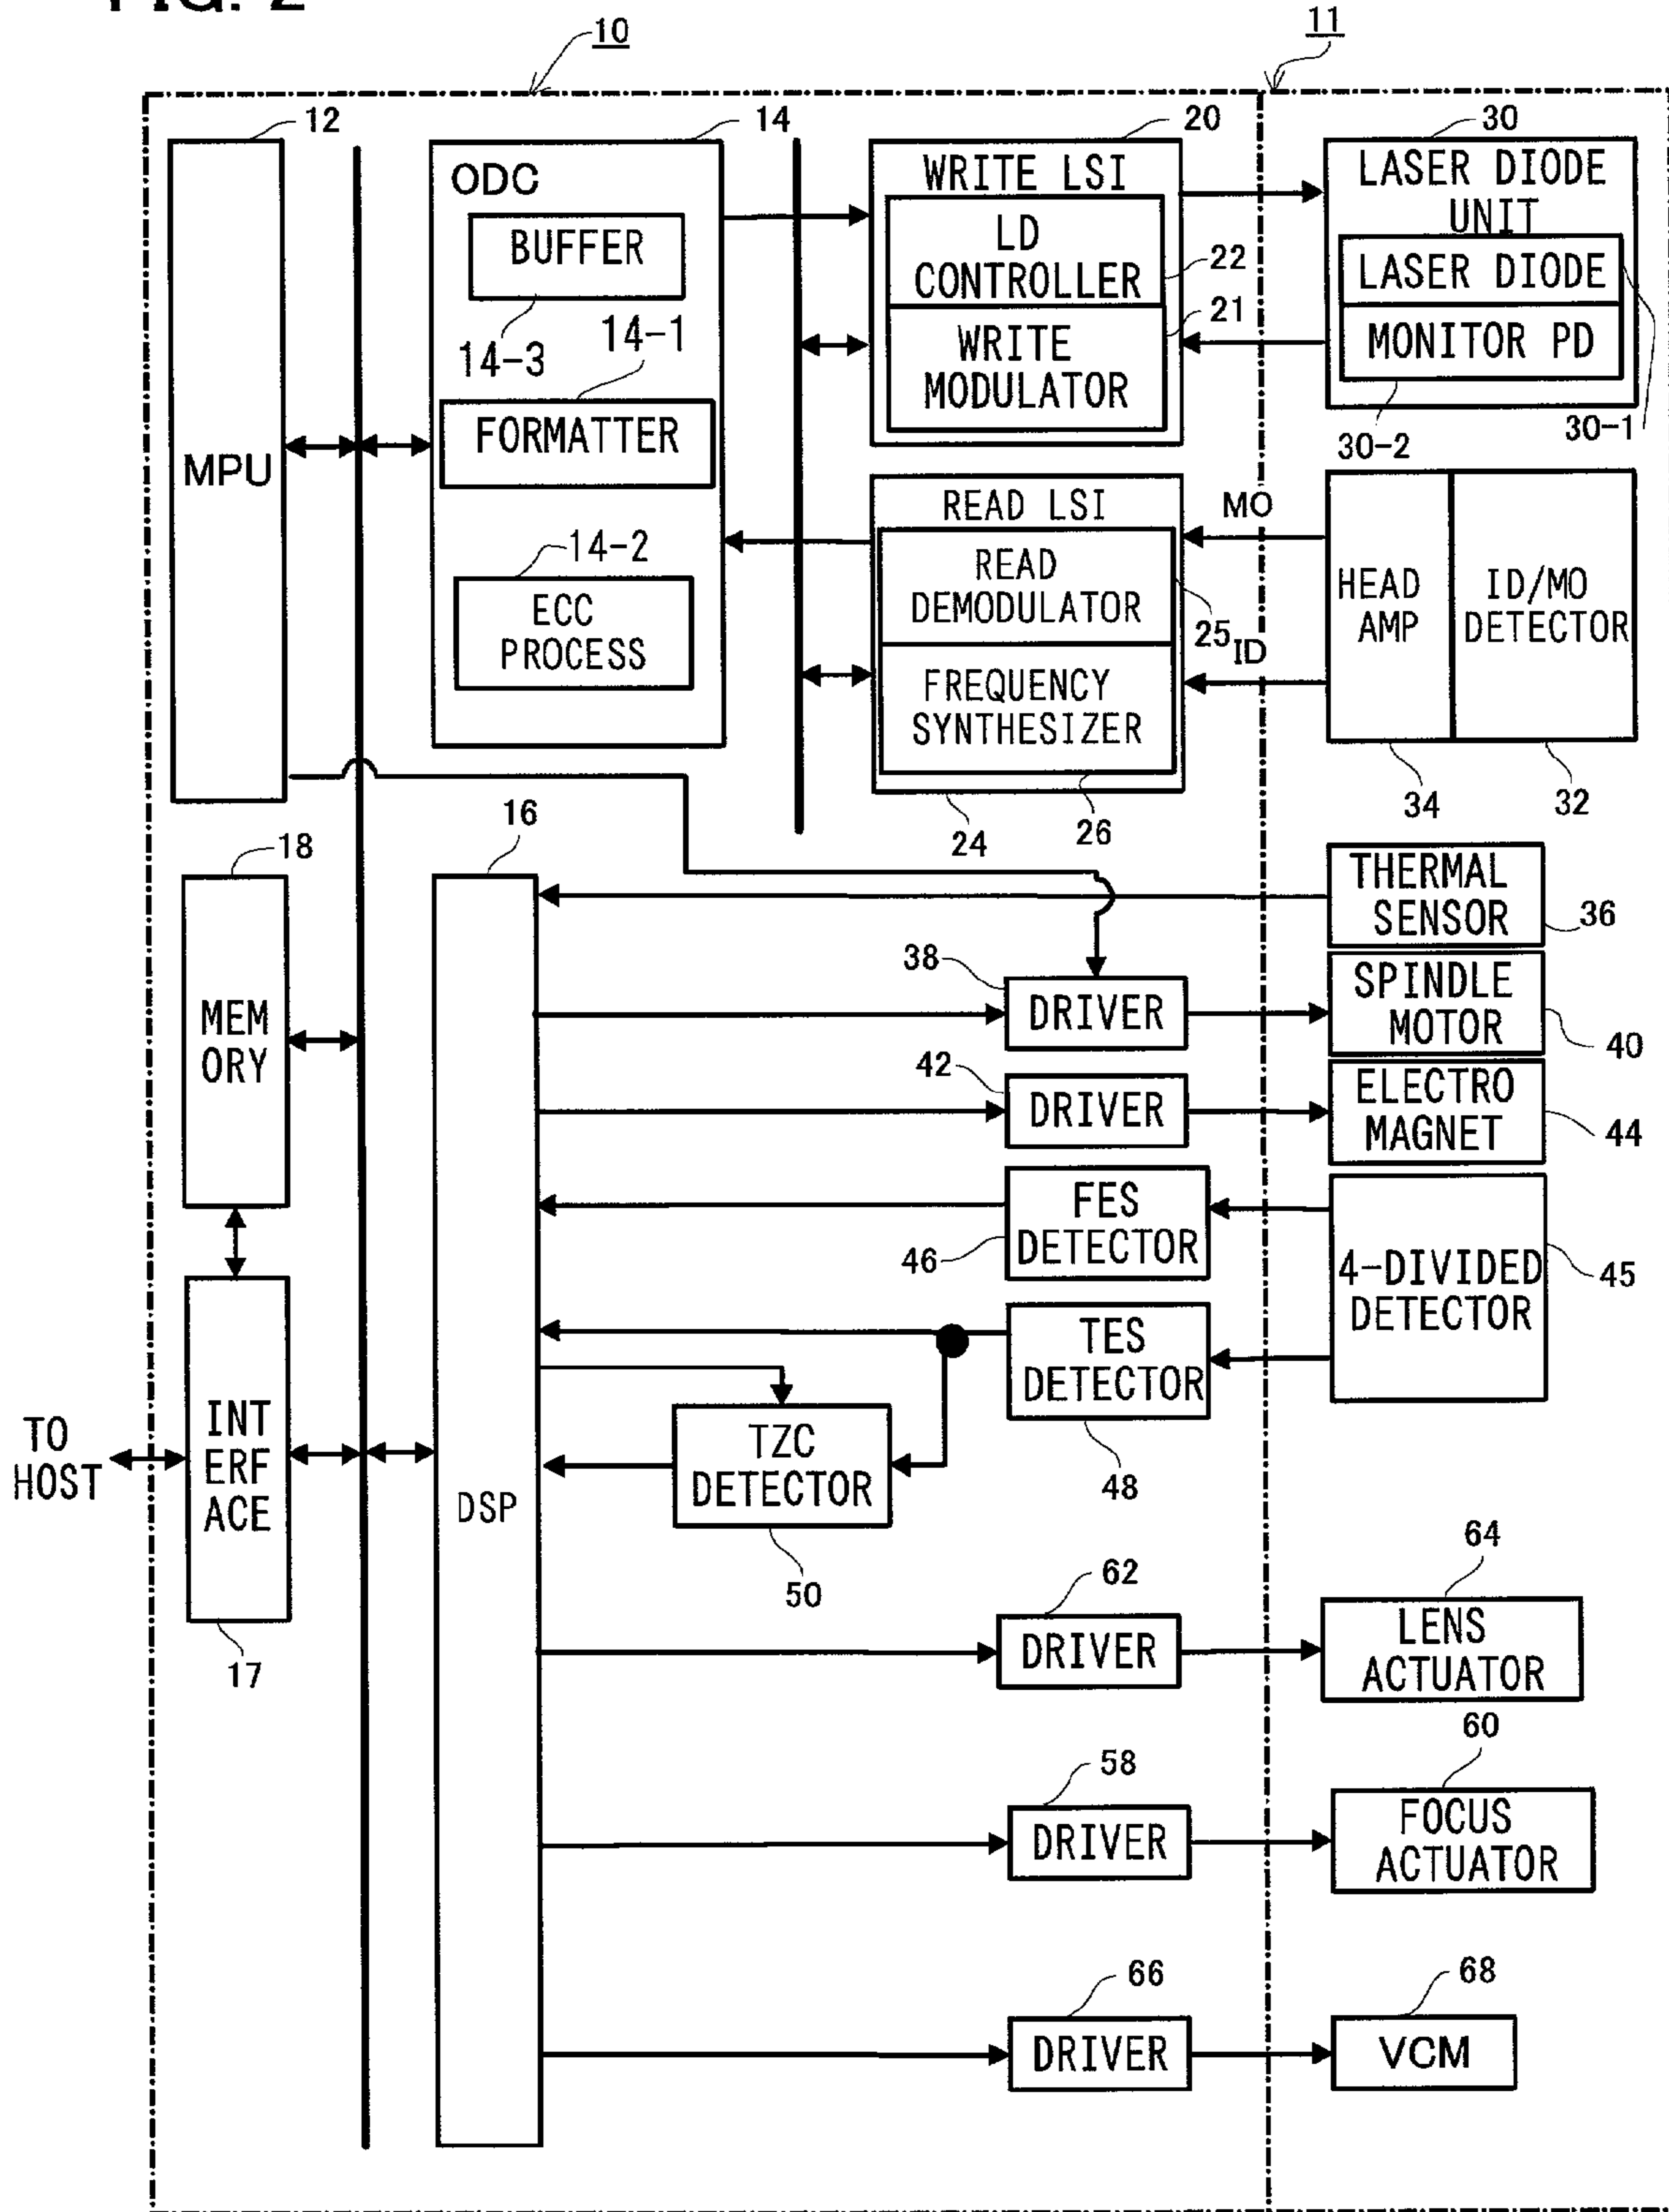 FIG. 2
10
11
12
14
20
30
MPU
ODC
BUFFER
14-3
14-1
FORMATTER
14-2
ECC
PROCESS
WRITE LSI
LD
CONTROLLER
22
21
WRITE
MODULATOR
LASER DIODE
UNIT
LASER DIODE
MONITOR PD
30-2
30-1
READ LSI
READ
DEMODULATOR
25
FREQUENCY
SYNTHESIZER
24
26
MO
ID
HEAD
AMP
ID/MO
DETECTOR
34
32
18
MEM
ORY
16
DSP
THERMAL
SENSOR
36
38
DRIVER
SPINDLE
MOTOR
40
42
DRIVER
ELECTRO
MAGNET
44
FES
DETECTOR
46
4-DIVIDED
DETECTOR
45
TES
DETECTOR
48
TZC
DETECTOR
50
TO
HOST
INT
ERF
ACE
17
62
DRIVER
64
LENS
ACTUATOR
58
DRIVER
60
FOCUS
ACTUATOR
66
DRIVER
68
VCM